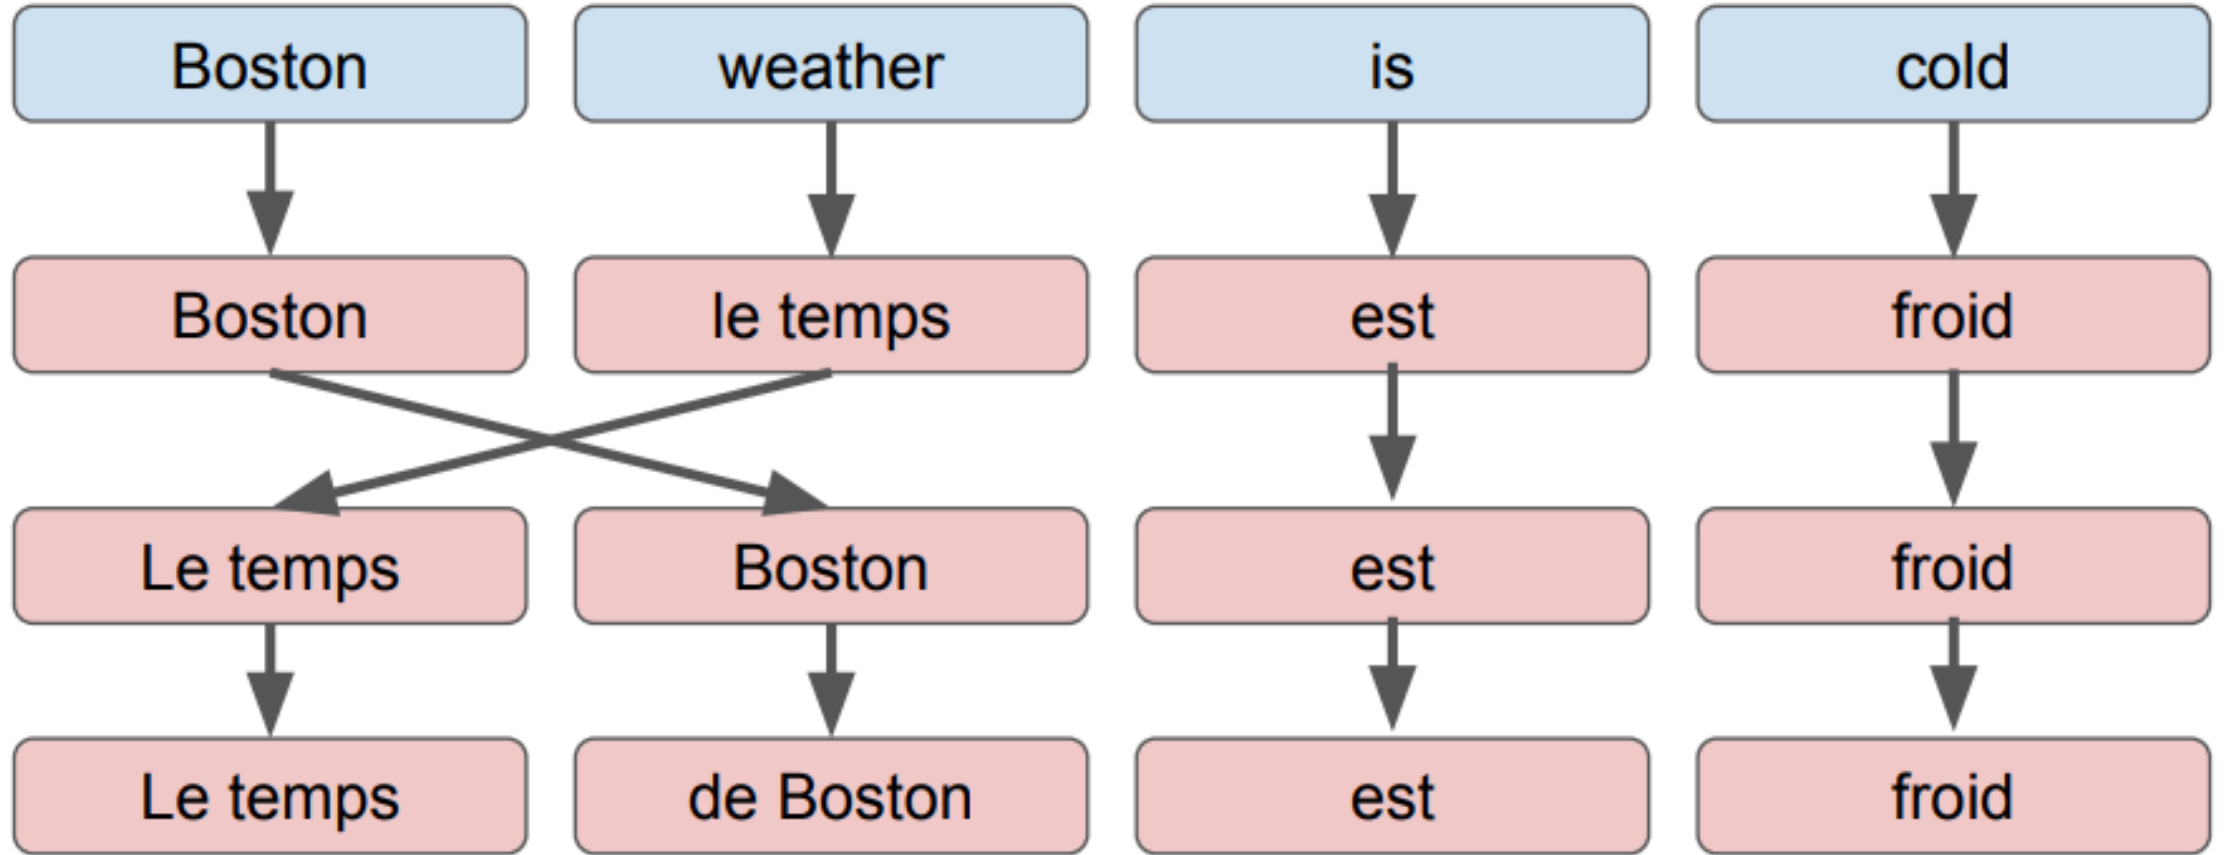 Boston weather is cold
Boston le temps est froid
Le temps Boston est froid
Le temps de Boston est froid